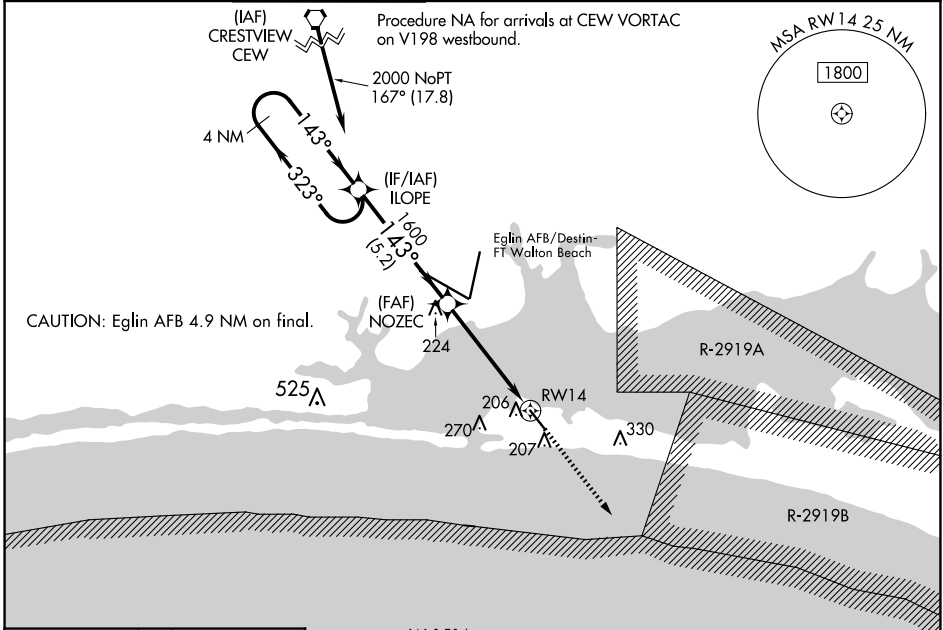 (IAF)
CRESTVIEW
CEW
Procedure NA for arrivals at CEW VORTAC
on V198 westbound.
MSA RW14 25 NM
1800
2000 NoPT
167° (17.8)
4 NM
143°
323°
(IF/IAF)
ILOPE
1600
143°
(5.2)
Eglin AFB/Destin-
FT Walton Beach
(FAF)
NOZEC
CAUTION: Eglin AFB 4.9 NM on final.
224
R-2919A
525
206
RW14
270
207
330
R-2919B